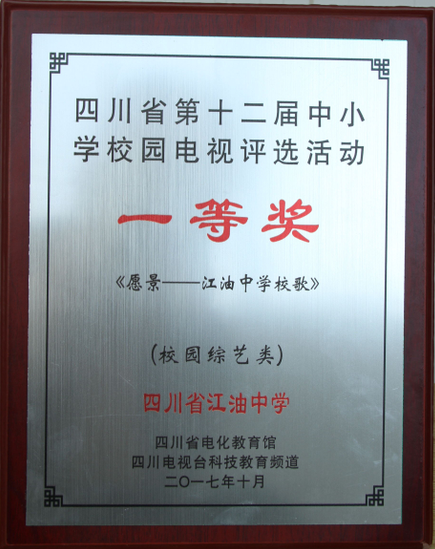 四川省第十二届中小
学校园电视评选活动
一等奖
《愿景——江油中学校歌》
(校园综艺类)
四川省江油中学
四川省电化教育馆
四川电视台科技教育频道
二〇一七年十月